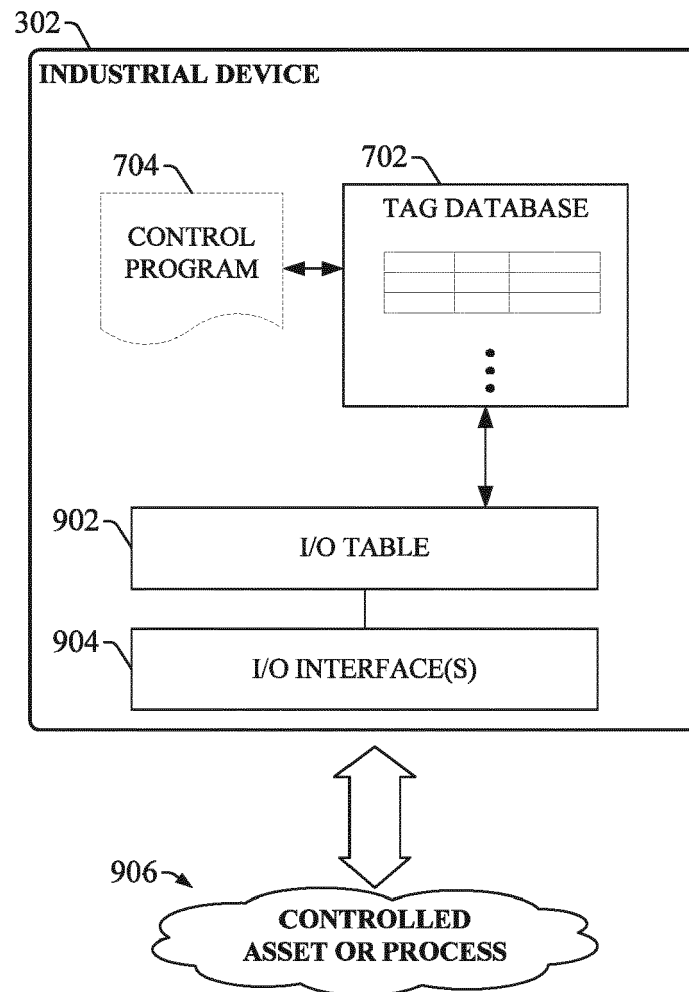 302
INDUSTRIAL DEVICE
704
702
CONTROL
PROGRAM
TAG DATABASE
902
I/O TABLE
904
I/O INTERFACE(S)
906
CONTROLLED
ASSET OR PROCESS